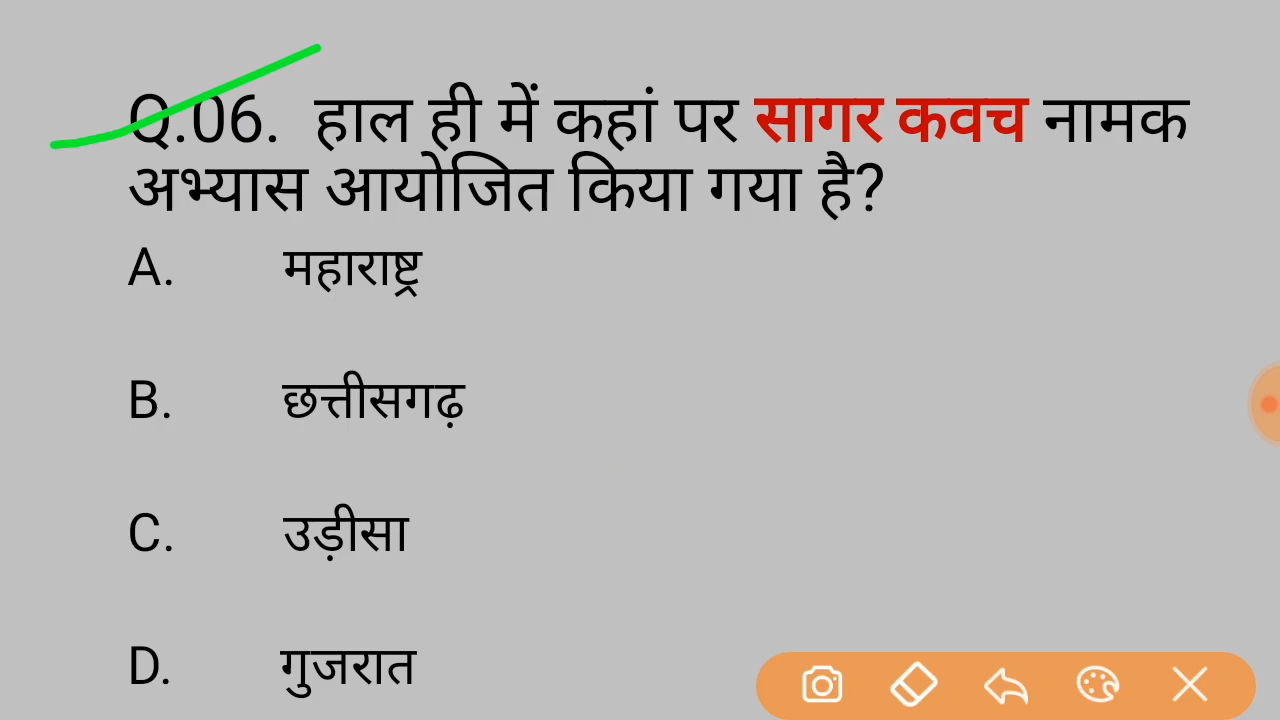 Q.06. हाल ही में कहां पर सागर कवच नामक
अभ्यास आयोजित किया गया है?
A. महाराष्ट्र
B. छत्तीसगढ़
C. उड़ीसा
D. गुजरात